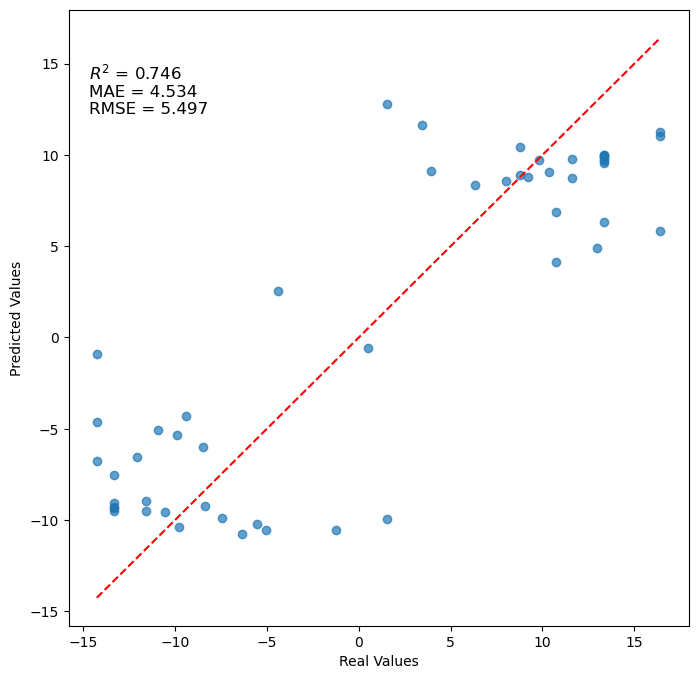 R² = 0.746
MAE = 4.534
RMSE = 5.497
15
10
5
0
−5
−10
−15
Predicted Values
−15 −10 −5 0 5 10 15
Real Values